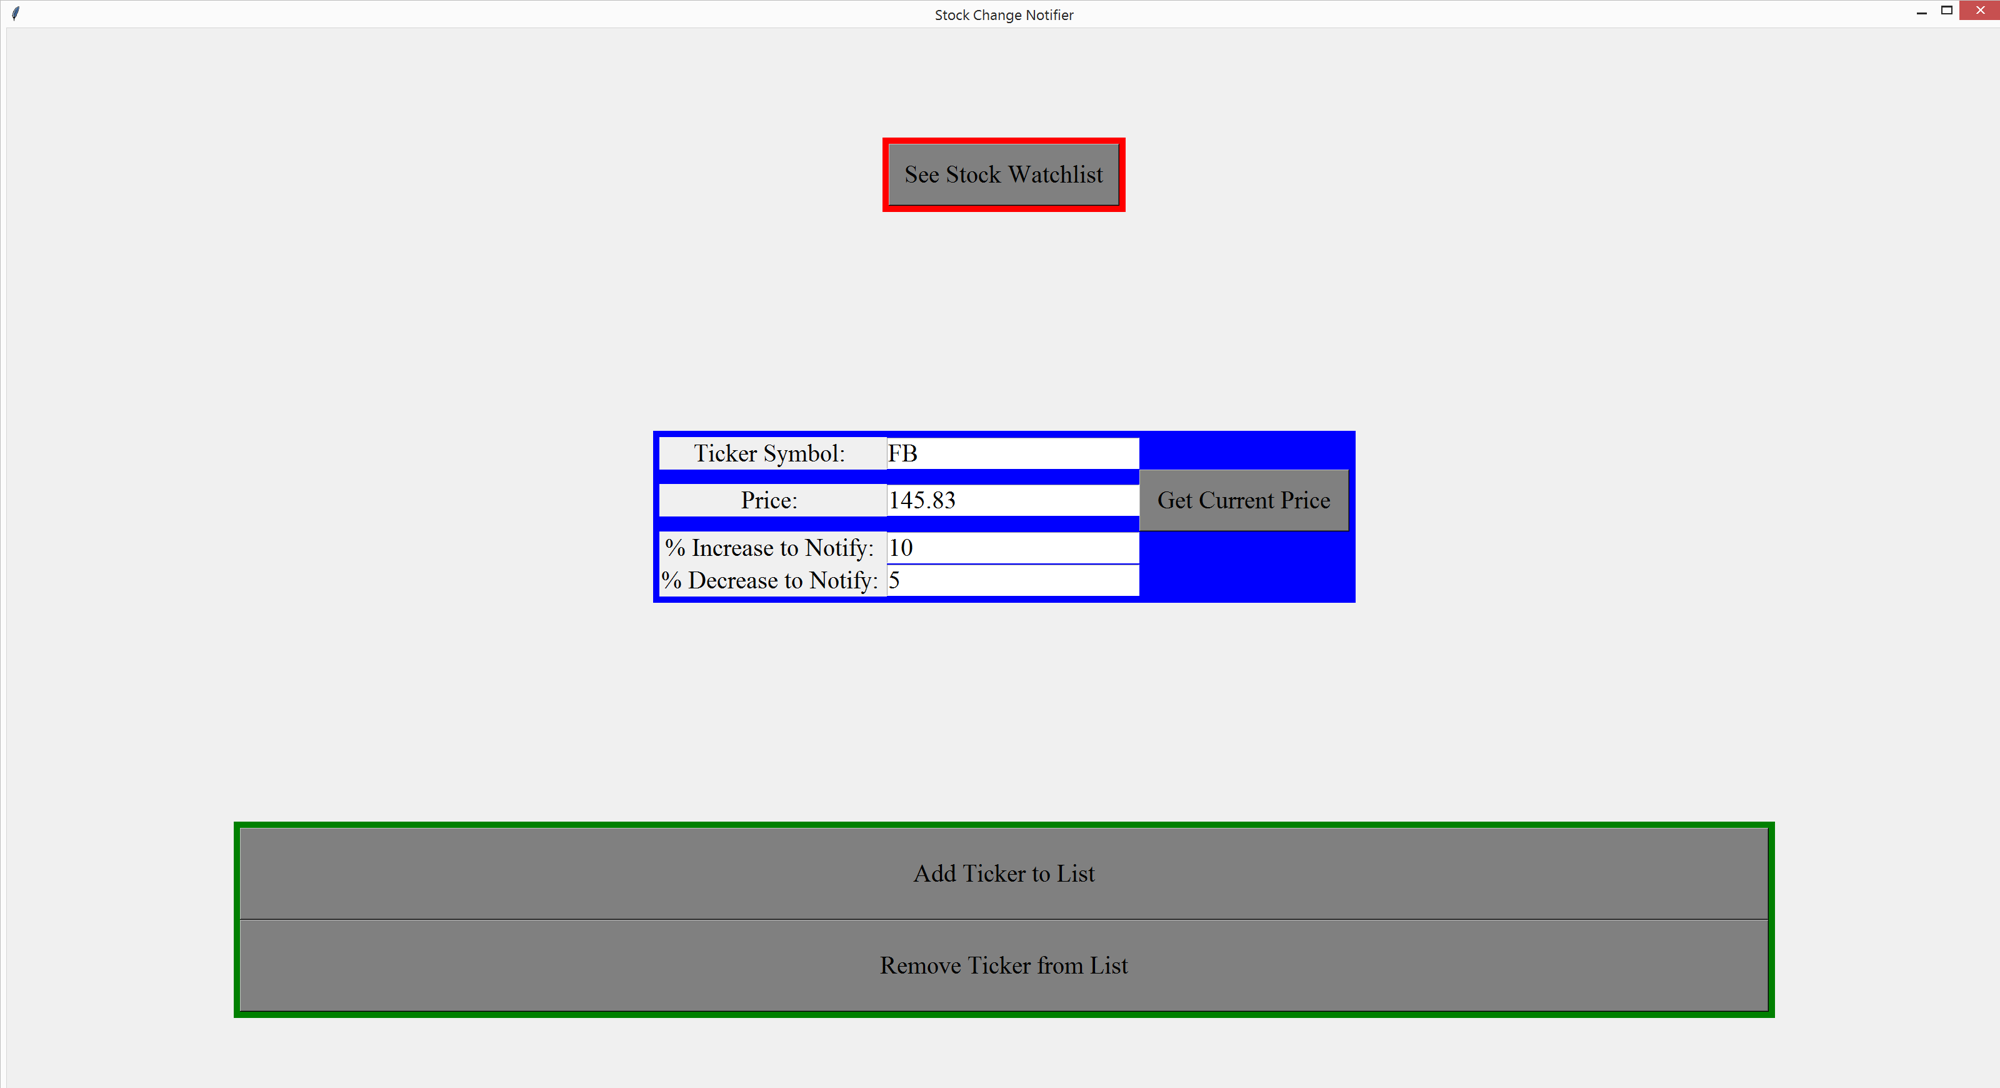 Stock Change Notifier
See Stock Watchlist
Ticker Symbol: FB
Price: 145.83 Get Current Price
% Increase to Notify: 10
% Decrease to Notify: 5
Add Ticker to List
Remove Ticker from List